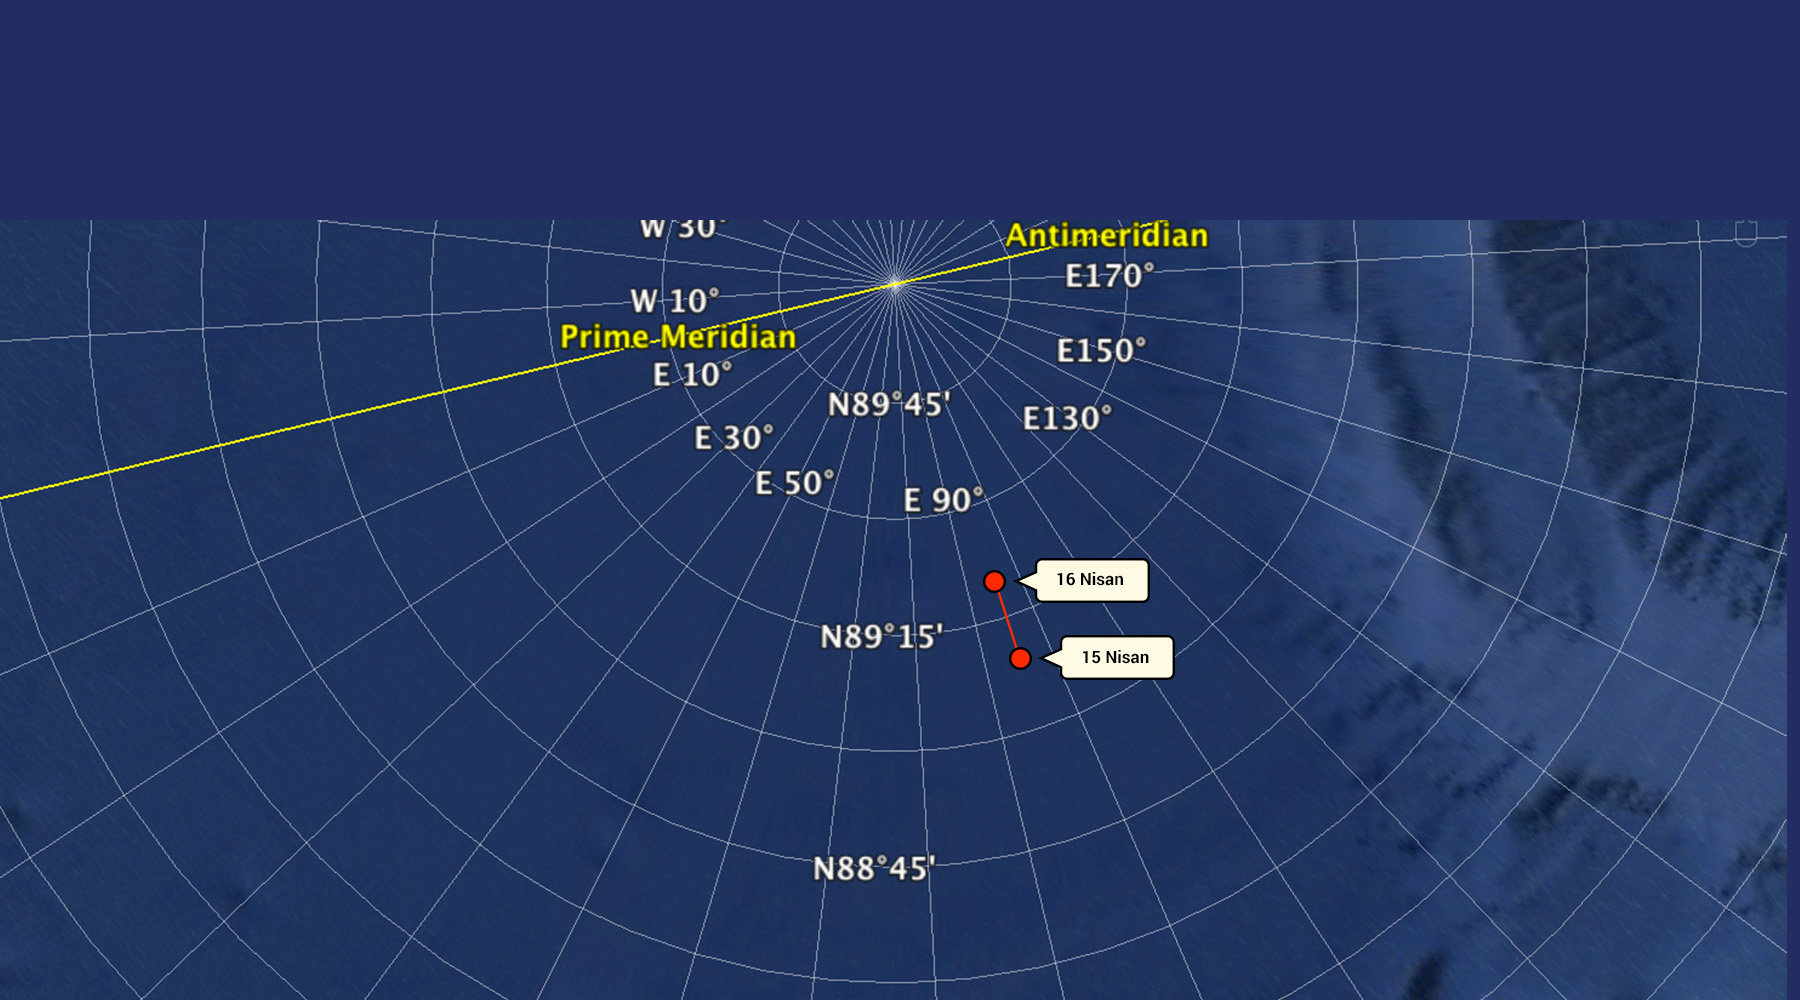 W 30°
Antimeridian
E170°
W 10°
Prime Meridian
E150°
E 10°
N89°45'
E130°
E 30°
E 50°
E 90°
16 Nisan
N89°15'
15 Nisan
N88°45'